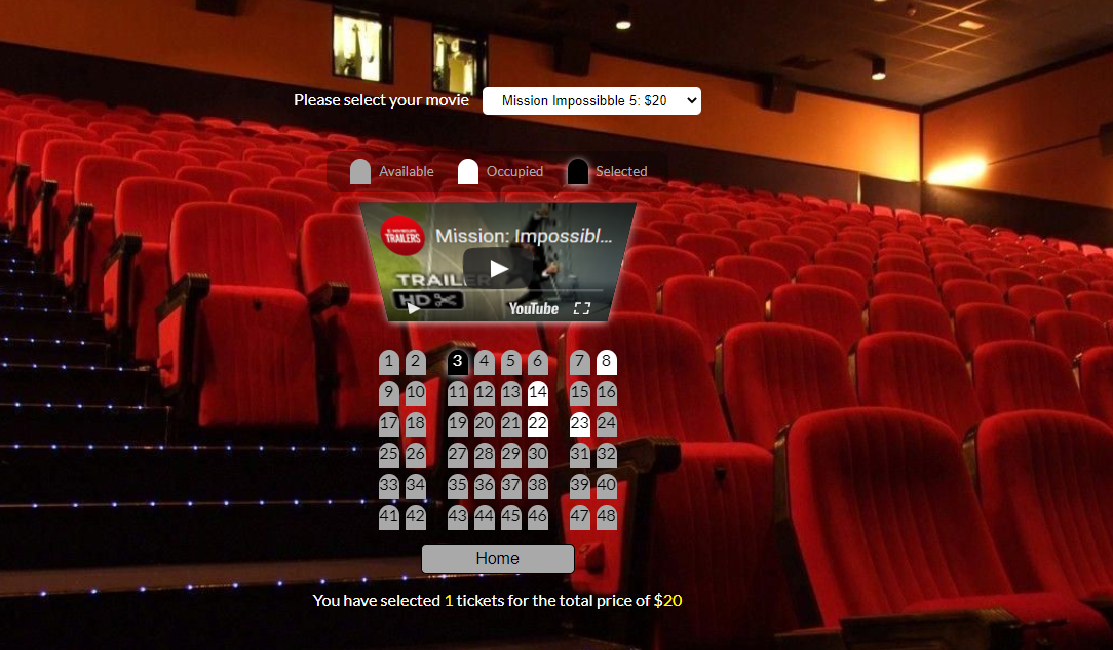 Please select your movie Mission Impossibble 5: $20
Available Occupied Selected
TRAILERS Mission: Impossibl...
TRAILER
HD
YouTube
1 2 3 4 5 6 7 8
9 10 11 12 13 14 15 16
17 18 19 20 21 22 23 24
25 26 27 28 29 30 31 32
33 34 35 36 37 38 39 40
41 42 43 44 45 46 47 48
Home
You have selected 1 tickets for the total price of $20